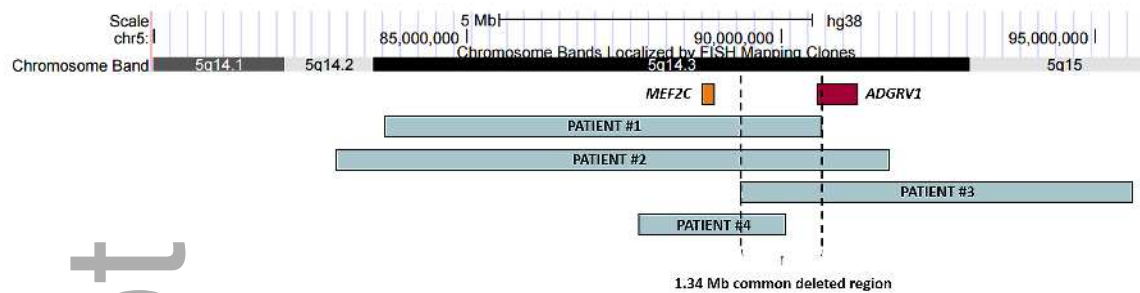 Scale 5 Mb hg38
chr5: 85,000,000 90,000,000 95,000,000
Chromosome Bands Localized by FISH Mapping Clones
Chromosome Band 5q14.1 5q14.2 5q14.3 5q15
MEF2C ADGRV1
PATIENT #1
PATIENT #2
PATIENT #3
PATIENT #4
1.34 Mb common deleted region